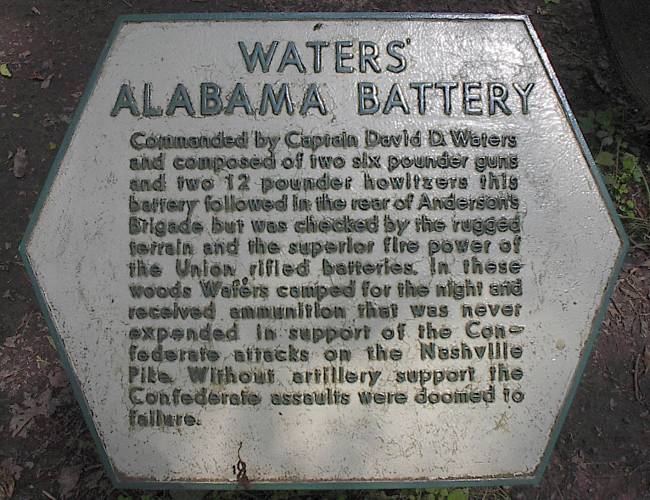 WATERS'
ALABAMA BATTERY
Commanded by Captain David D. Waters
and composed of two six pounder guns
and two 12 pounder howitzers this
battery followed in the rear of Anderson's
Brigade but was checked by the rugged
terrain and the superior fire power of
the Union rifled batteries. In these
woods Waters camped for the night and
received ammunition that was never
expended in support of the Con-
federate attacks on the Nashville
Pike. Without artillery support the
Confederate assaults were doomed to
failure.
18